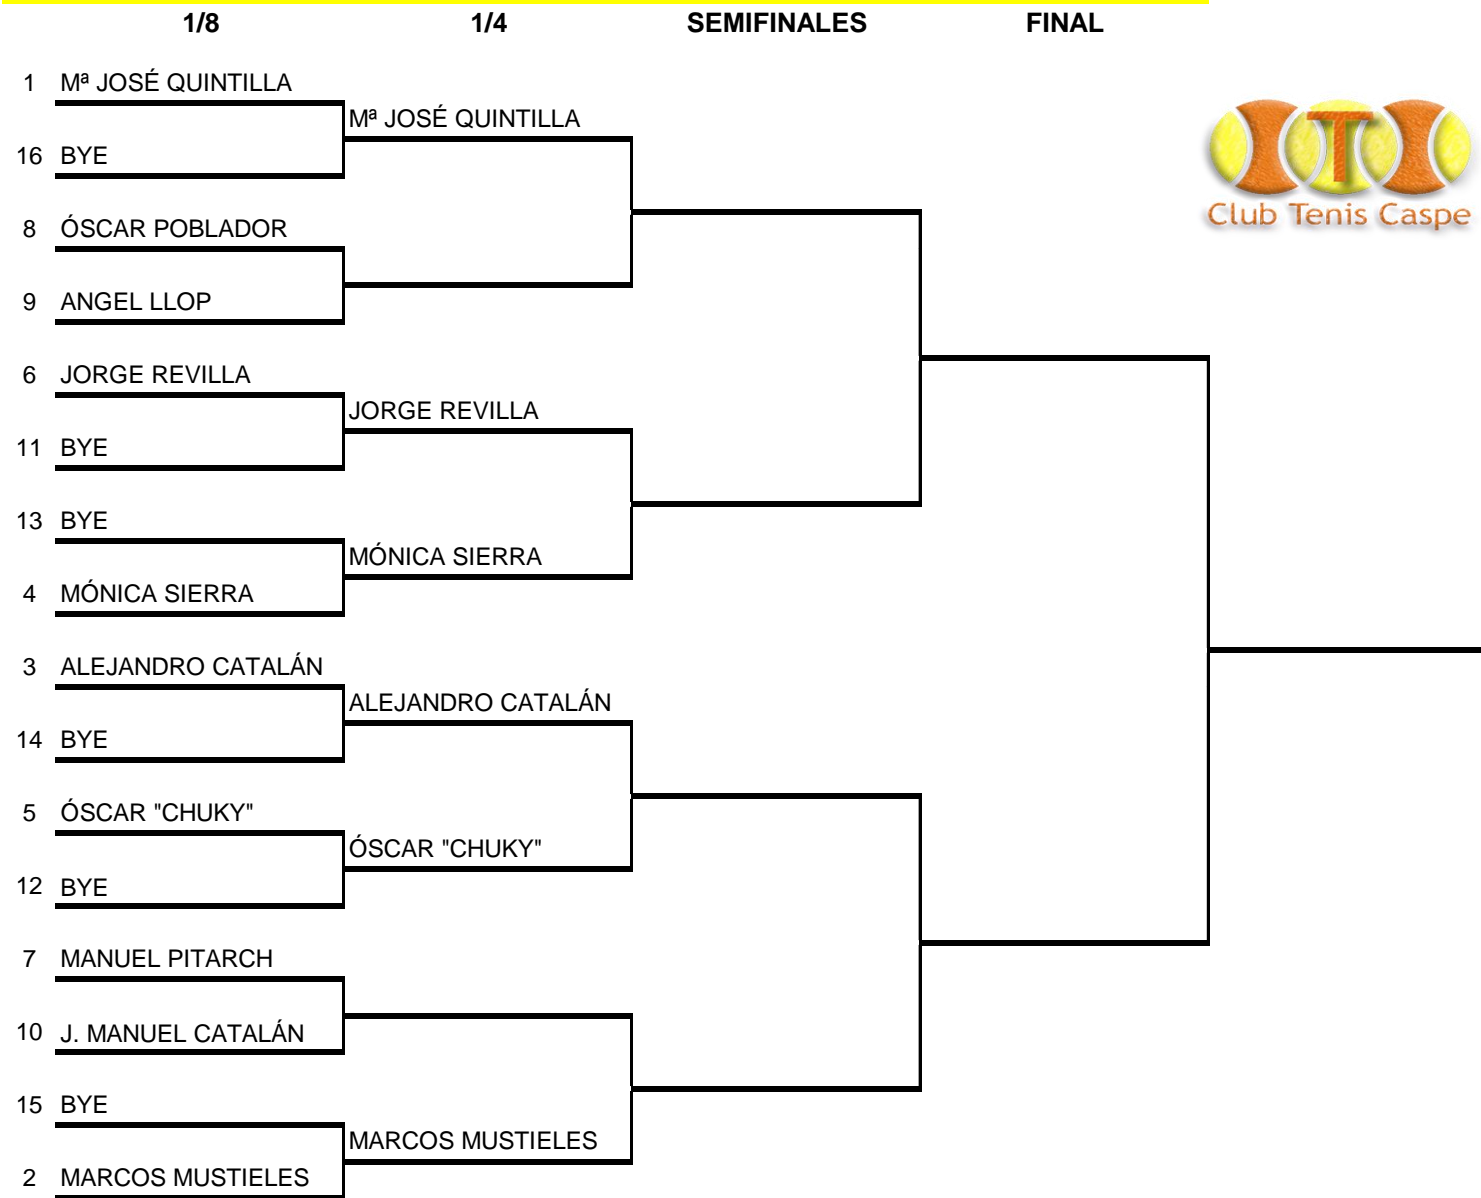 1/8 1/4 SEMIFINALES FINAL
1 Mª JOSÉ QUINTILLA
Mª JOSÉ QUINTILLA
16 BYE
8 ÓSCAR POBLADOR
9 ANGEL LLOP
6 JORGE REVILLA
JORGE REVILLA
11 BYE
13 BYE
MÓNICA SIERRA
4 MÓNICA SIERRA
3 ALEJANDRO CATALÁN
ALEJANDRO CATALÁN
14 BYE
5 ÓSCAR "CHUKY"
ÓSCAR "CHUKY"
12 BYE
7 MANUEL PITARCH
10 J. MANUEL CATALÁN
15 BYE
MARCOS MUSTIELES
2 MARCOS MUSTIELES
T
Club Tenis Caspe